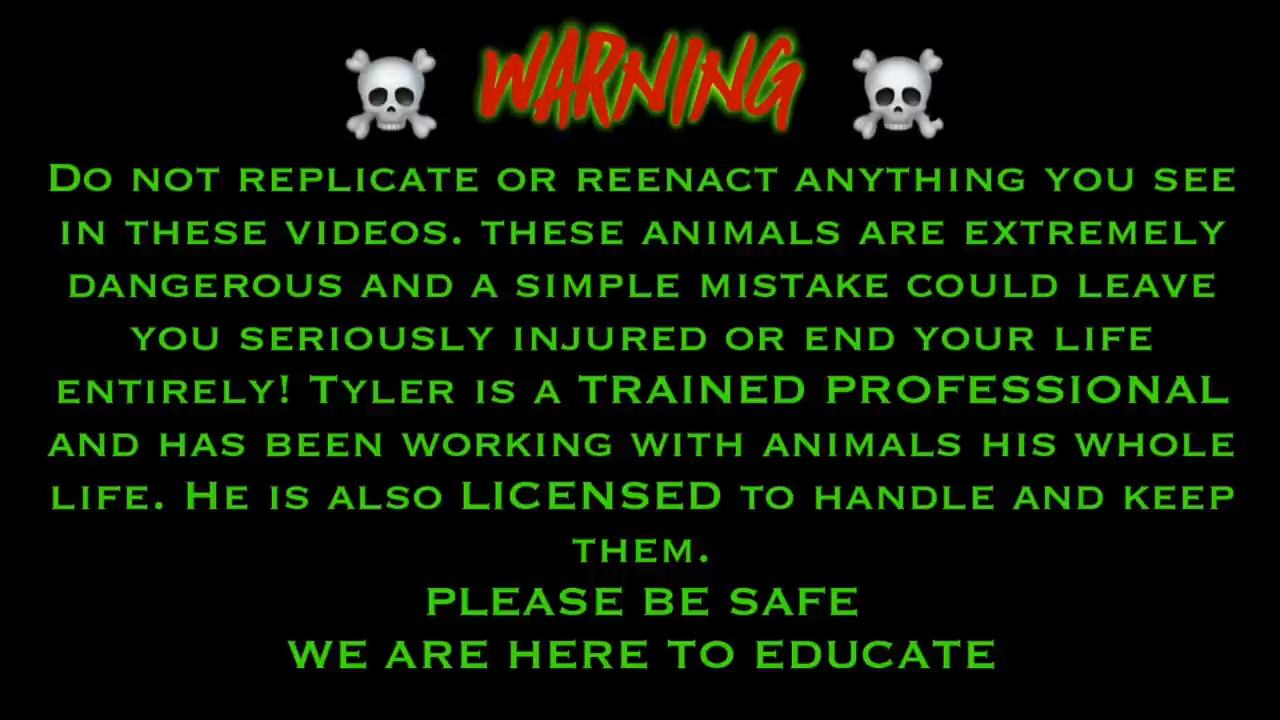 WARNING
Do not replicate or reenact anything you see
in these videos. these animals are extremely
dangerous and a simple mistake could leave
you seriously injured or end your life
entirely! Tyler is a TRAINED PROFESSIONAL
and has been working with animals his whole
life. He is also LICENSED to handle and keep
them.
PLEASE BE SAFE
WE ARE HERE TO EDUCATE